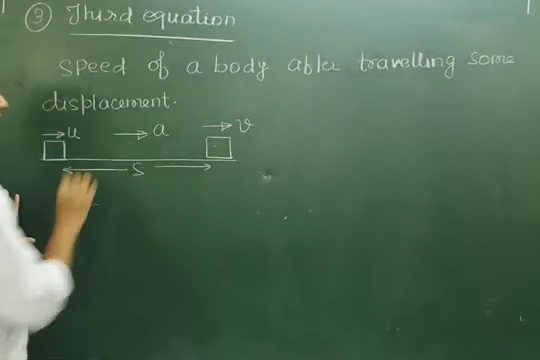 ③ Third equation
Speed of a body after travelling some
displacement.
u a v
s